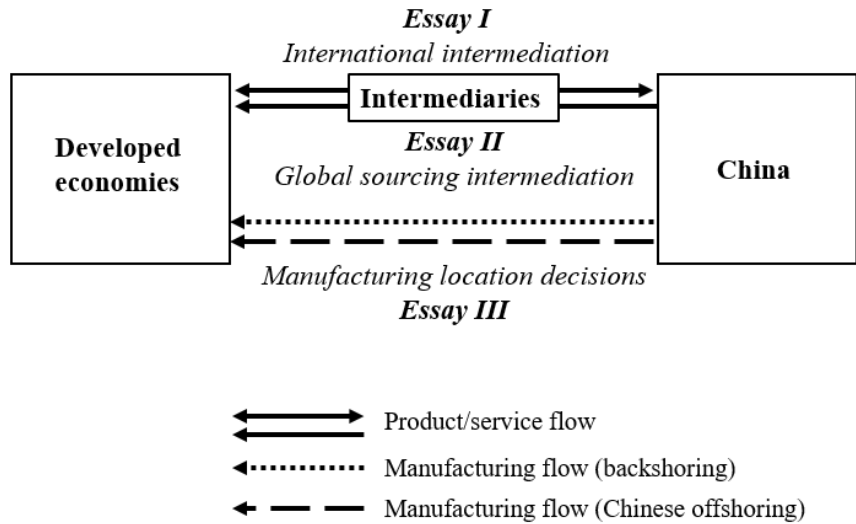 Essay I
International intermediation
Intermediaries
Developed
economies
Essay II
Global sourcing intermediation
China
Manufacturing location decisions
Essay III
Product/service flow
Manufacturing flow (backshoring)
Manufacturing flow (Chinese offshoring)